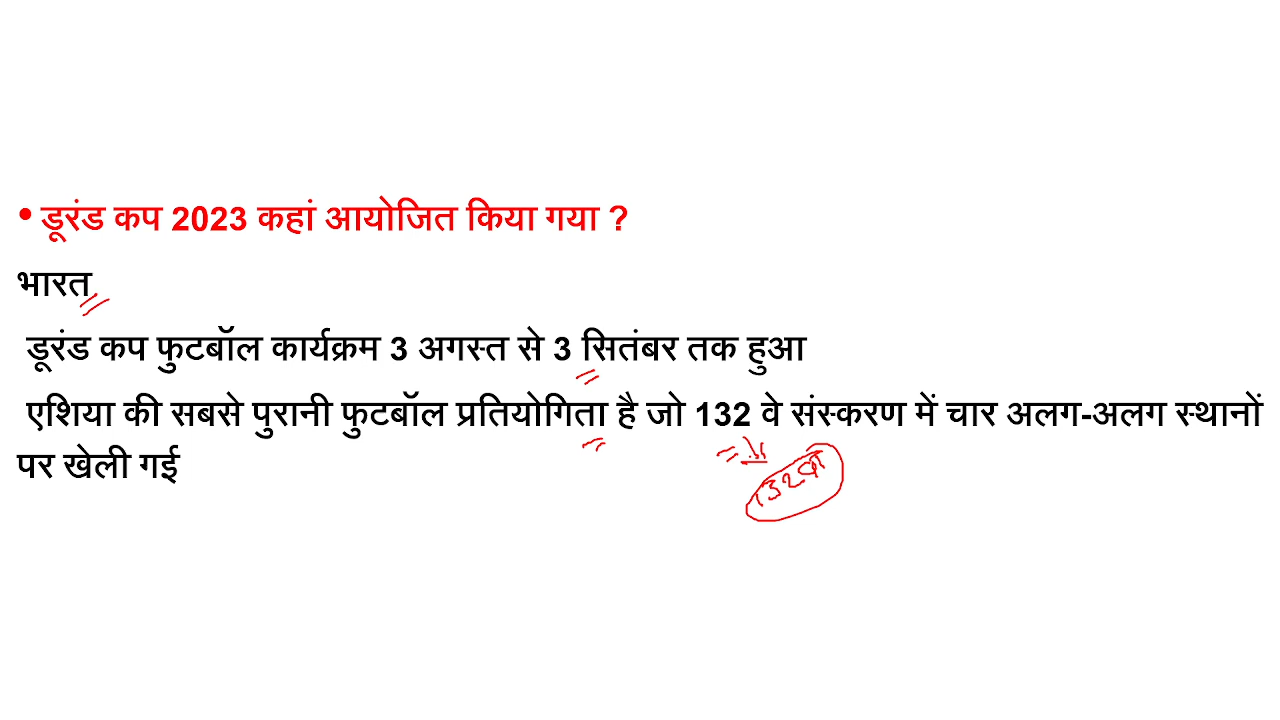 • डूरंड कप 2023 कहां आयोजित किया गया ?
भारत
डूरंड कप फुटबॉल कार्यक्रम 3 अगस्त से 3 सितंबर तक हुआ
एशिया की सबसे पुरानी फुटबॉल प्रतियोगिता है जो 132 वे संस्करण में चार अलग-अलग स्थानों
पर खेली गई
132वां